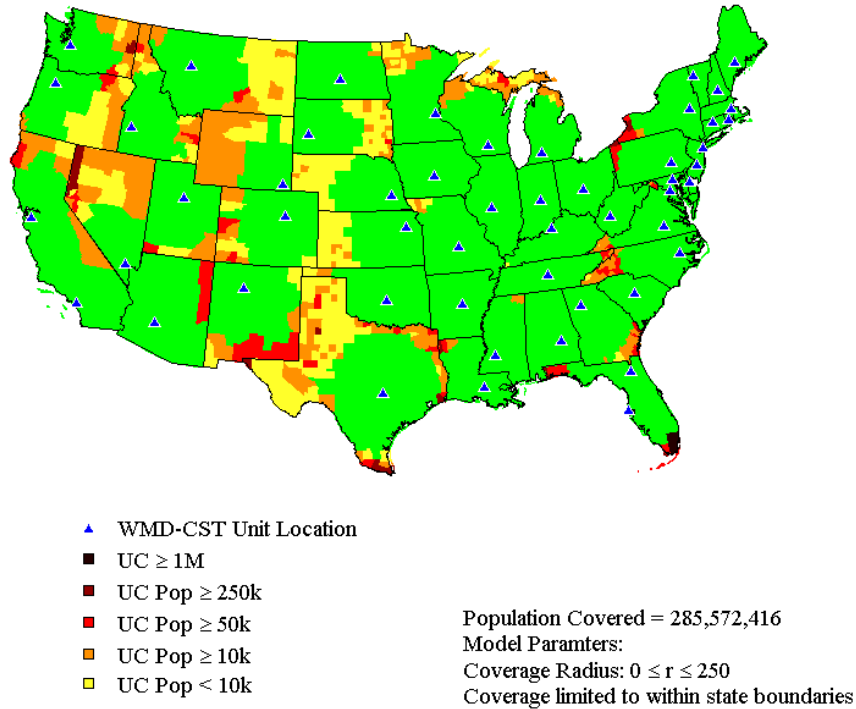 WMD-CST Unit Location
UC ≥ 1M
UC Pop ≥ 250k
UC Pop ≥ 50k
UC Pop ≥ 10k
UC Pop < 10k
Population Covered = 285,572,416
Model Paramters:
Coverage Radius: 0 ≤ r ≤ 250
Coverage limited to within state boundaries